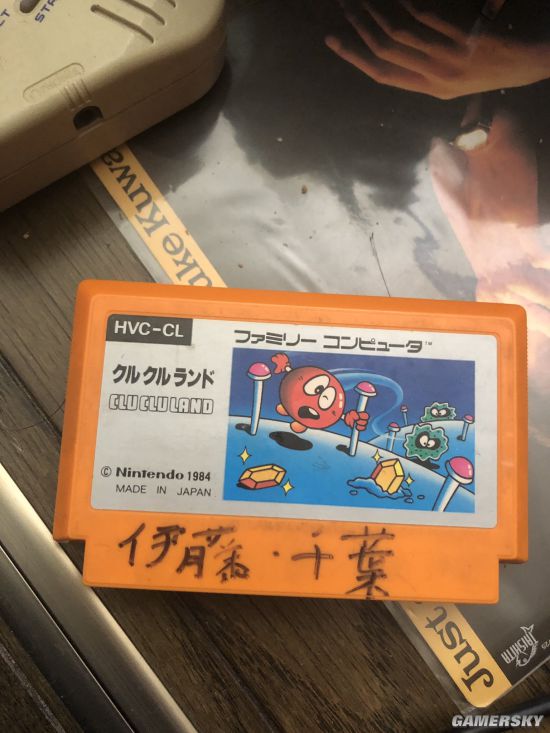 uke Kuwa
HVC-CL
ファミリー コンピュータ™
クルクルランド
CLU CLU LAND
© Nintendo 1984
MADE IN JAPAN
伊藤・千葉
Just
TAISHITA
GAMERSKY